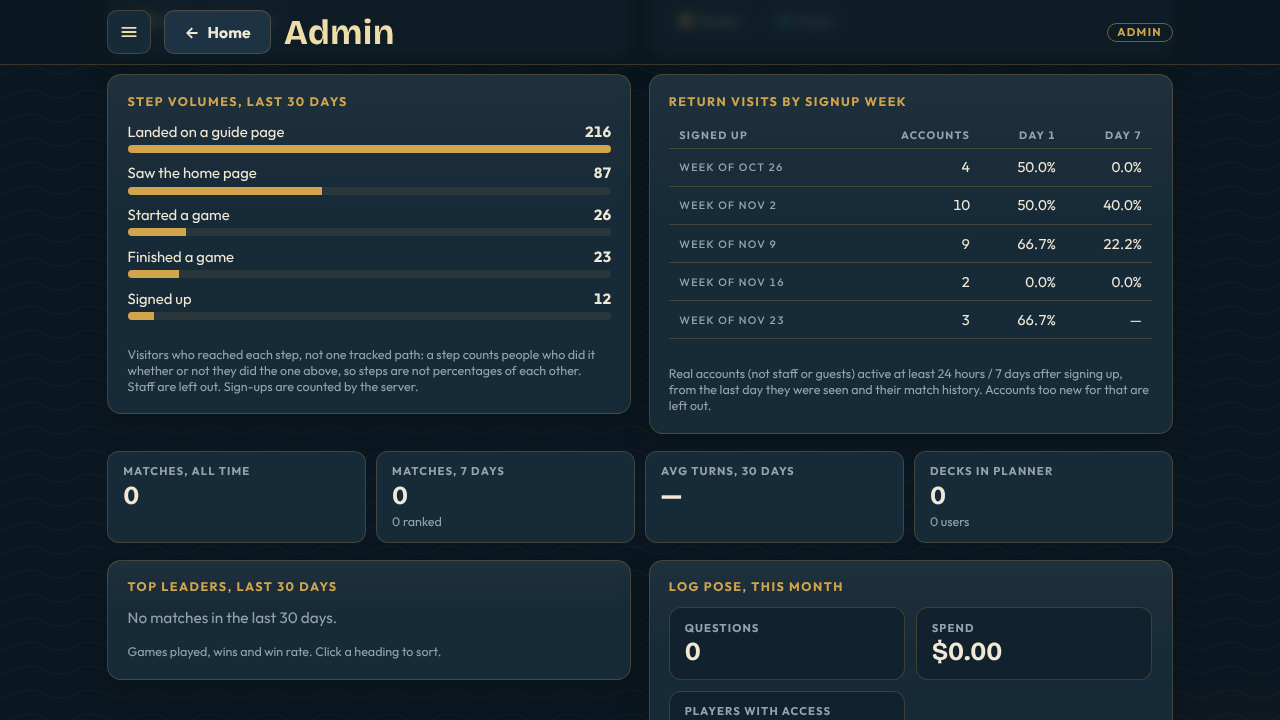 ← Home
Admin
ADMIN
STEP VOLUMES, LAST 30 DAYS
Landed on a guide page 216
Saw the home page 87
Started a game 26
Finished a game 23
Signed up 12
Visitors who reached each step, not one tracked path: a step counts people who did it
whether or not they did the one above, so steps are not percentages of each other.
Staff are left out. Sign-ups are counted by the server.
RETURN VISITS BY SIGNUP WEEK
SIGNED UP ACCOUNTS DAY 1 DAY 7
WEEK OF OCT 26 4 50.0% 0.0%
WEEK OF NOV 2 10 50.0% 40.0%
WEEK OF NOV 9 9 66.7% 22.2%
WEEK OF NOV 16 2 0.0% 0.0%
WEEK OF NOV 23 3 66.7% —
Real accounts (not staff or guests) active at least 24 hours / 7 days after signing up,
from the last day they were seen and their match history. Accounts too new for that are
left out.
MATCHES, ALL TIME
0
MATCHES, 7 DAYS
0
0 ranked
AVG TURNS, 30 DAYS
—
DECKS IN PLANNER
0
0 users
TOP LEADERS, LAST 30 DAYS
No matches in the last 30 days.
Games played, wins and win rate. Click a heading to sort.
LOG POSE, THIS MONTH
QUESTIONS
0
SPEND
$0.00
PLAYERS WITH ACCESS